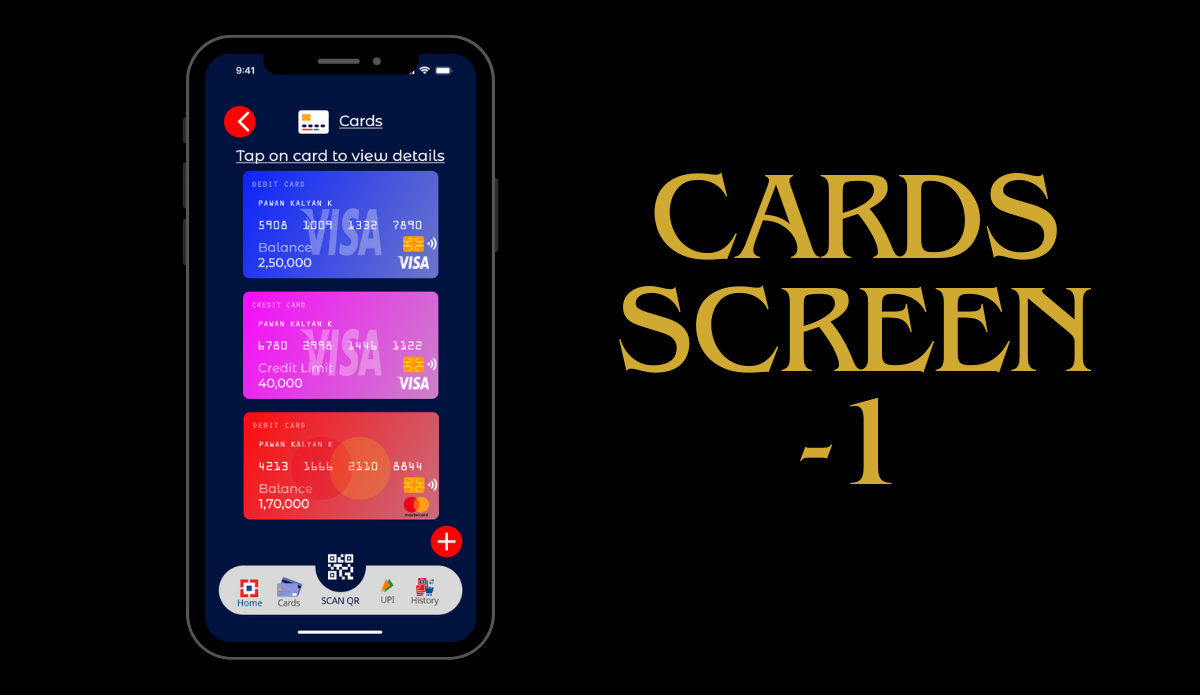 9:41
Cards
Tap on card to view details
DEBIT CARD
PAWAN KALYAN K
VISA
5908 1009 1332 7890
Balance
2,50,000
VISA
CREDIT CARD
PAWAN KALYAN K
VISA
6780 2998 1446 1122
Credit Limit
40,000
VISA
DEBIT CARD
PAWAN KALYAN K
4213 1666 2110 8844
Balance
1,70,000
mastercard
Home
Cards
SCAN QR
UPI
History
CARDS
SCREEN
-1